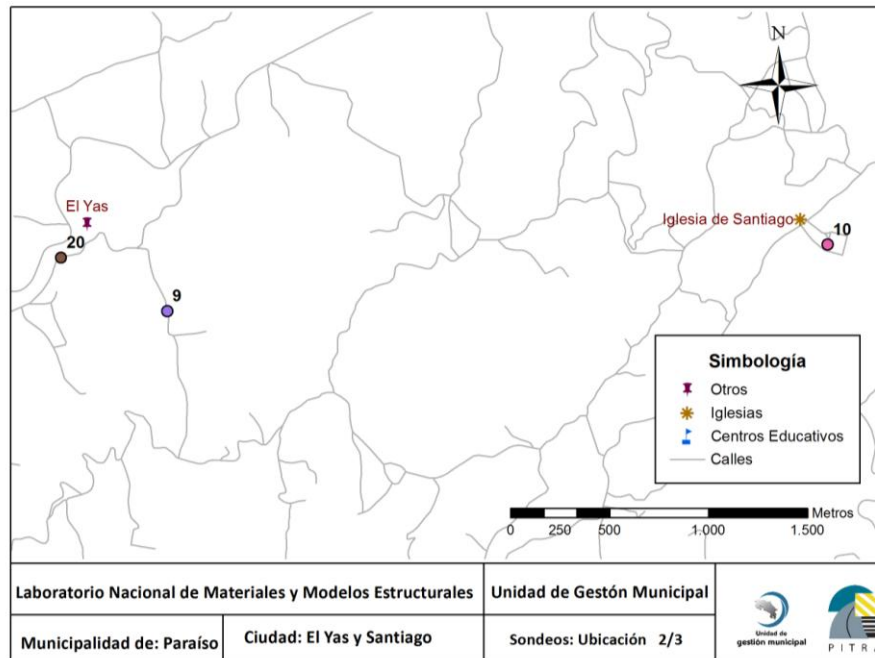 N
El Yas
20
9
Iglesia de Santiago
10
Simbología
Otros
Iglesias
Centros Educativos
Calles
Metros
0 250 500 1.000 1.500
Laboratorio Nacional de Materiales y Modelos Estructurales
Unidad de Gestión Municipal
Municipalidad de: Paraíso
Ciudad: El Yas y Santiago
Sondeos: Ubicación 2/3
Unidad de
gestión municipal
PITRA